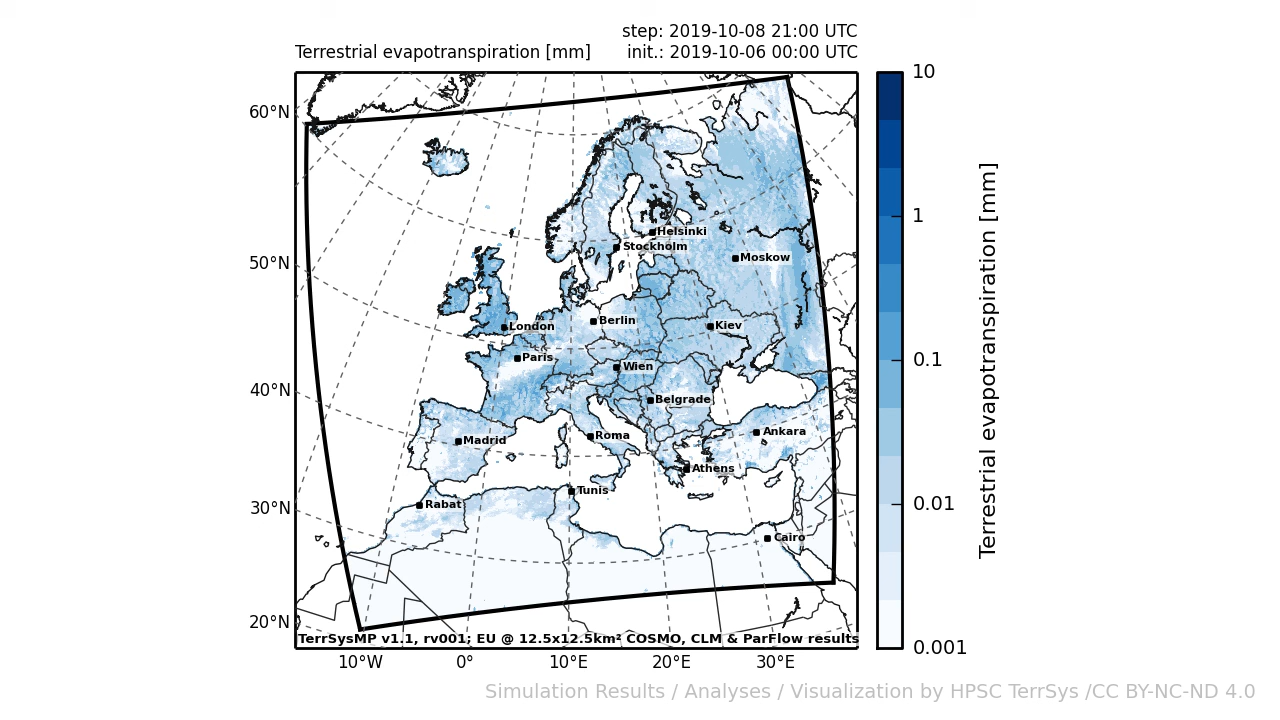 step: 2019-10-08 21:00 UTC
Terrestrial evapotranspiration [mm] init.: 2019-10-06 00:00 UTC
10
60°N
1
Helsinki
Stockholm
Moscow
50°N
London
Berlin
Kiev
Paris
0.1
Wien
40°N
Belgrade
Ankara
Roma
Madrid
Athens
Tunis
Rabat
0.01
30°N
Cairo
20°N
TerrSysMP v1.1, rv001; EU @ 12.5x12.5km² COSMO, CLM & ParFlow results
0.001
10°W 0° 10°E 20°E 30°E
Terrestrial evapotranspiration [mm]
Simulation Results / Analyses / Visualization by HPSC TerrSys /CC BY-NC-ND 4.0